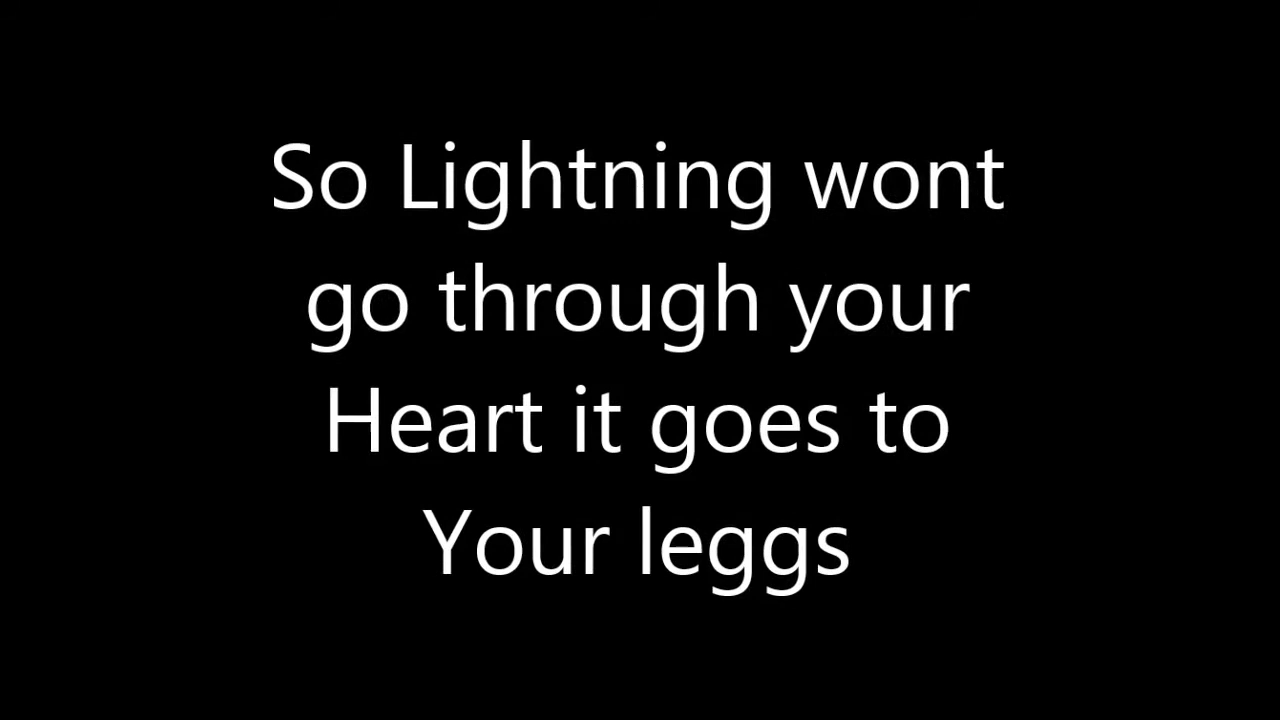 So Lightning wont
go through your
Heart it goes to
Your leggs